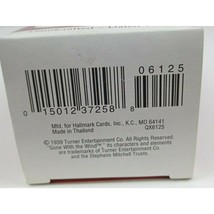 06125
0 15012 37258 8
C
Mfd. for Hallmark Cards, Inc., K.C., MO 64141
Made in Thailand
QX6125
© 1999 Turner Entertainment Co. All Rights Reserved.
"Gone With the Wind™" its characters and elements
are trademarks of Turner Entertainment Co.
and the Stephens Mitchell Trusts.